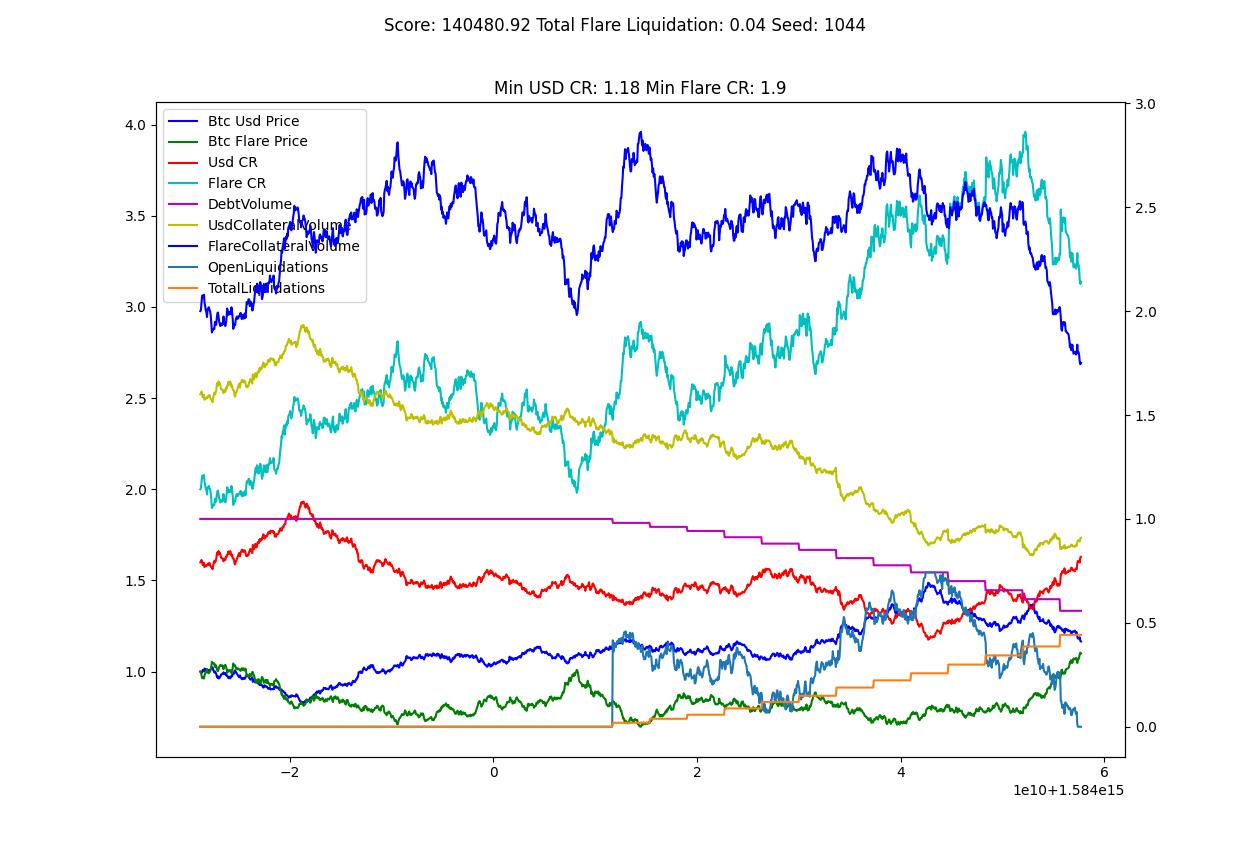 Score: 140480.92 Total Flare Liquidation: 0.04 Seed: 1044
Min USD CR: 1.18 Min Flare CR: 1.9
Btc Usd Price
Btc Flare Price
Usd CR
Flare CR
DebtVolume
UsdCollateralVolume
FlareCollateralVolume
OpenLiquidations
TotalLiquidations
4.0
3.5
3.0
2.5
2.0
1.5
1.0
3.0
2.5
2.0
1.5
1.0
0.5
0.0
−2 0 2 4 6
1e10+1.584e15